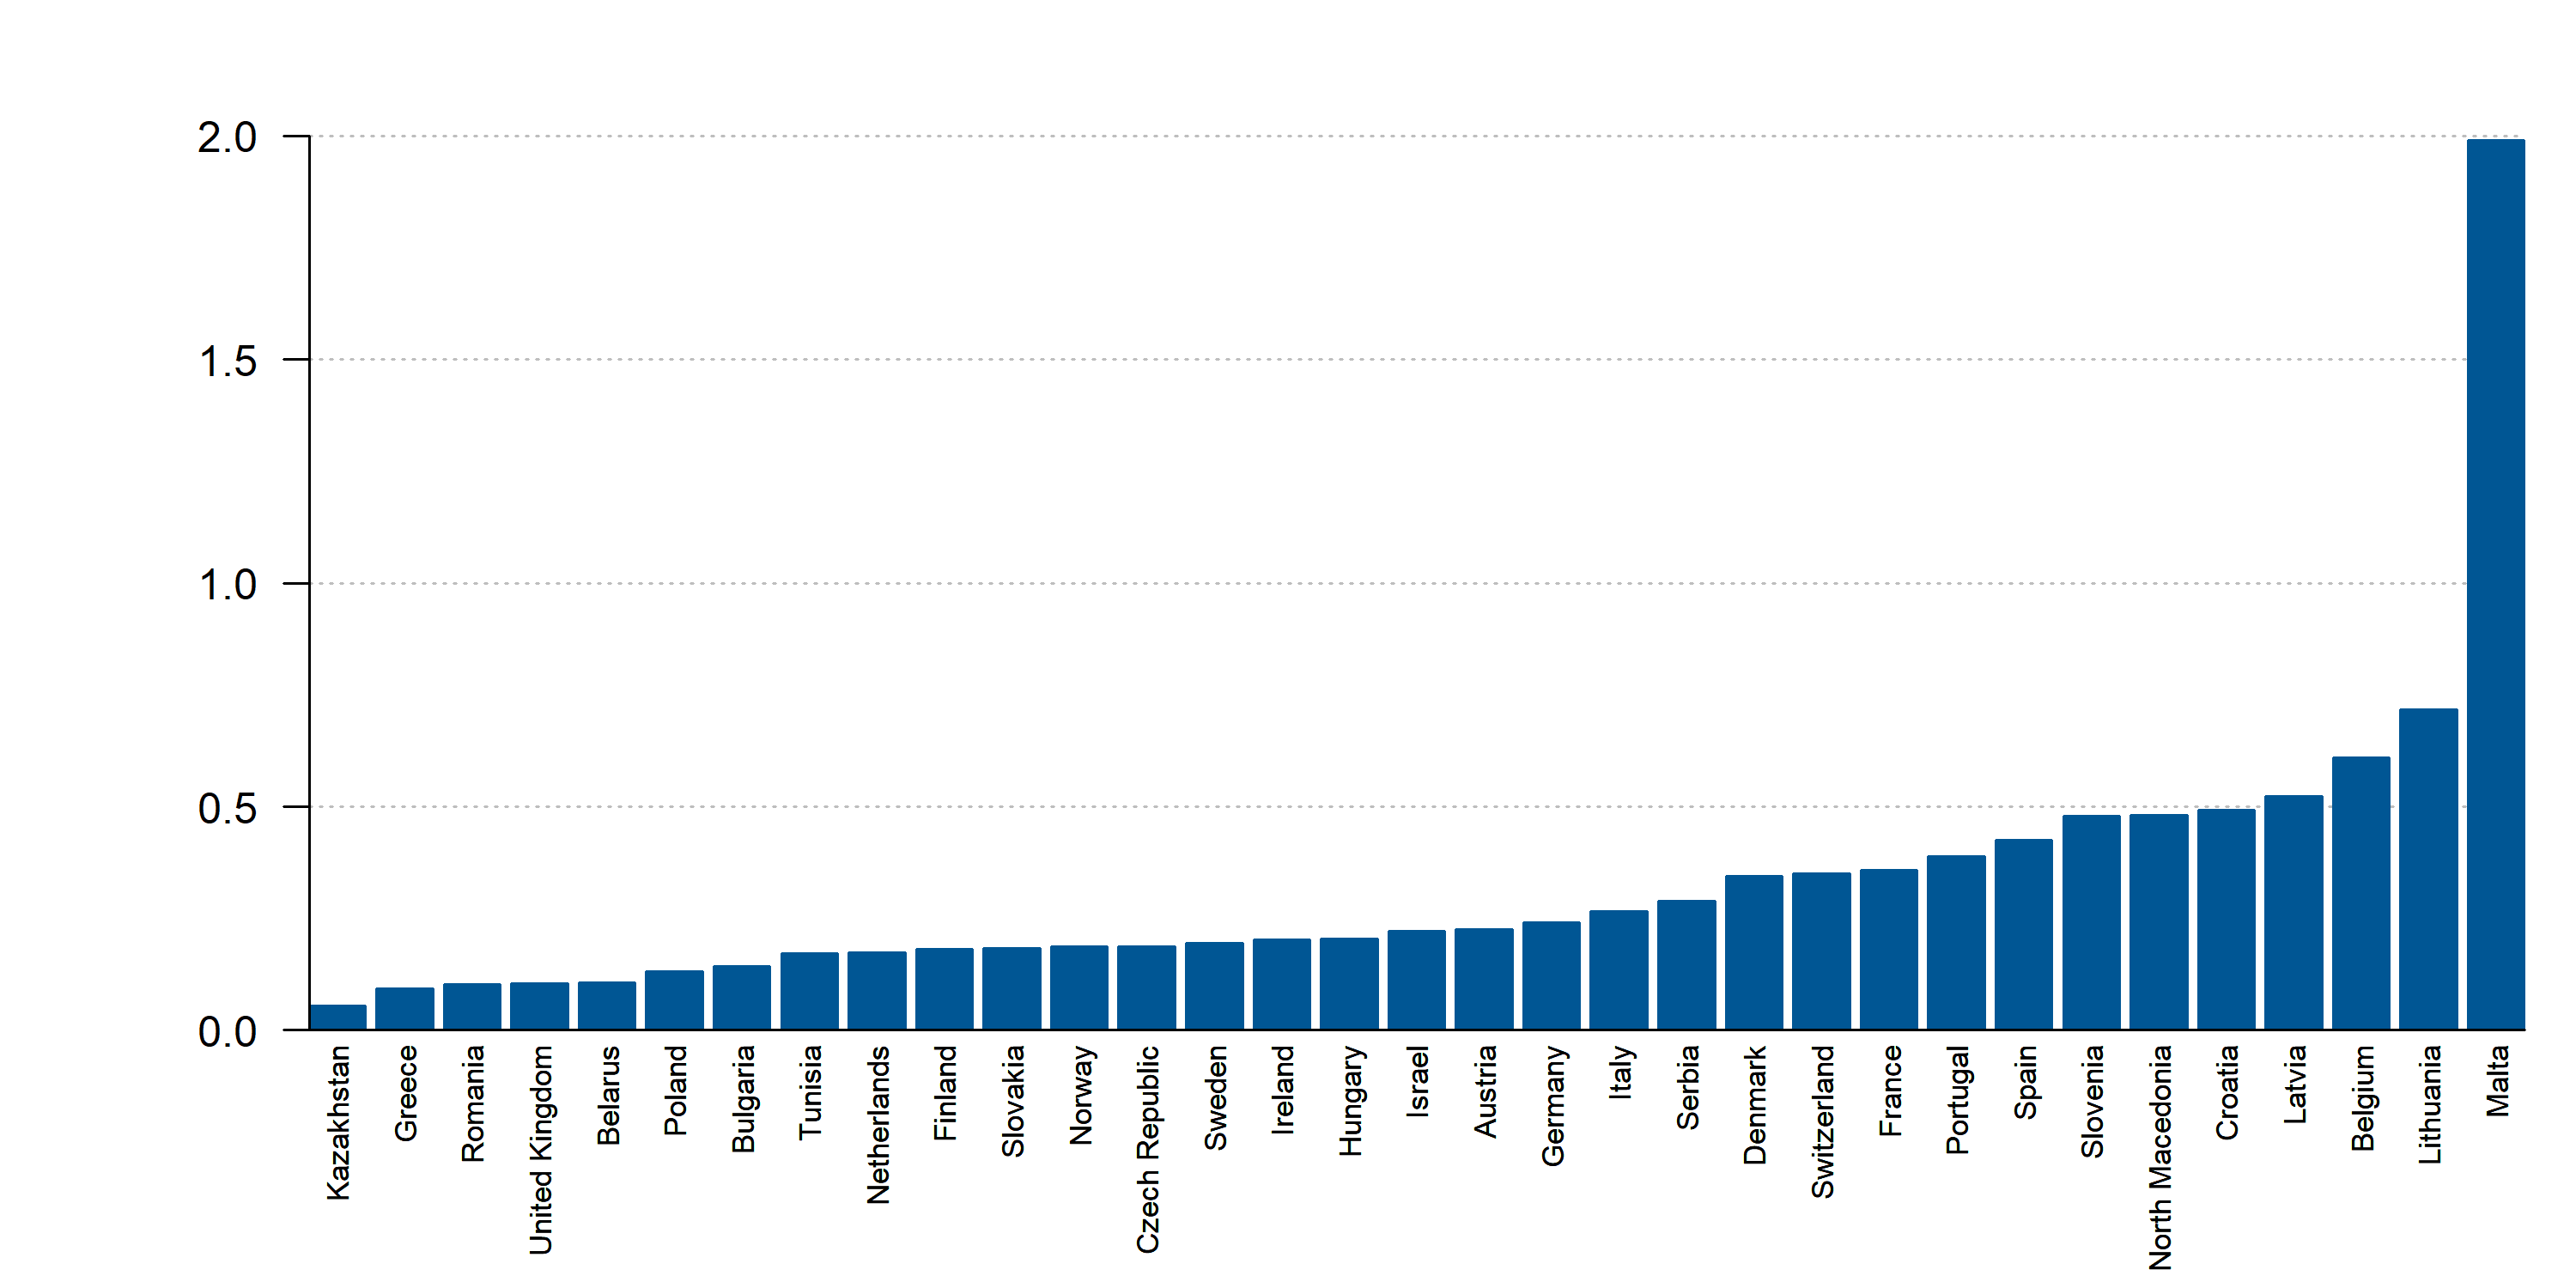 2.0
1.5
1.0
0.5
0.0
Kazakhstan
Greece
Romania
United Kingdom
Belarus
Poland
Bulgaria
Tunisia
Netherlands
Finland
Slovakia
Norway
Czech Republic
Sweden
Ireland
Hungary
Israel
Austria
Germany
Italy
Serbia
Denmark
Switzerland
France
Portugal
Spain
Slovenia
North Macedonia
Croatia
Latvia
Belgium
Lithuania
Malta